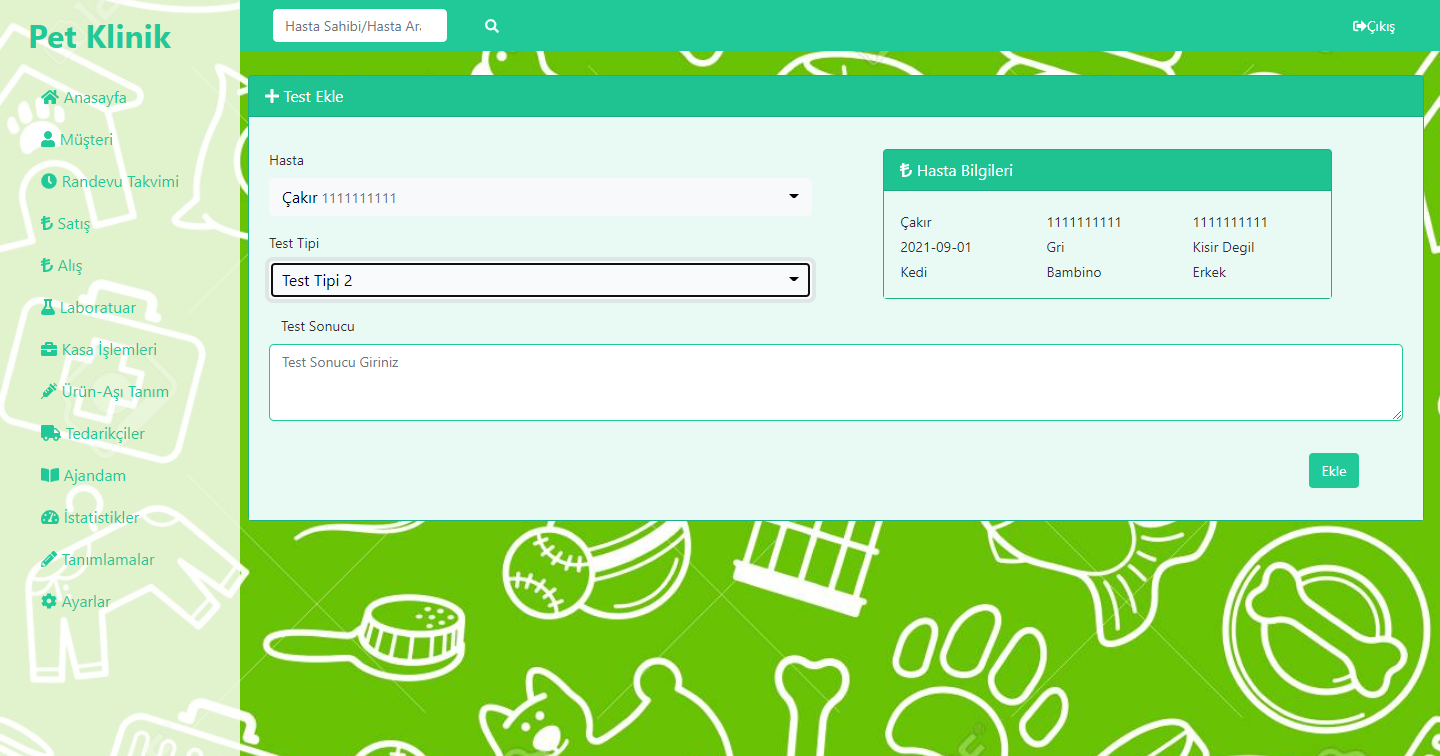 Pet Klinik
Hasta Sahibi/Hasta Ar
Çıkış
Anasayfa
Müşteri
Randevu Takvimi
Satış
Alış
Laboratuar
Kasa İşlemleri
Ürün-Aşı Tanım
Tedarikçiler
Ajandam
İstatistikler
Tanımlamalar
Ayarlar
Test Ekle
Hasta
Çakır 1111111111
Test Tipi
Test Tipi 2
Hasta Bilgileri
Çakır 1111111111 1111111111
2021-09-01 Gri Kisir Degil
Kedi Bambino Erkek
Test Sonucu
Test Sonucu Giriniz
Ekle